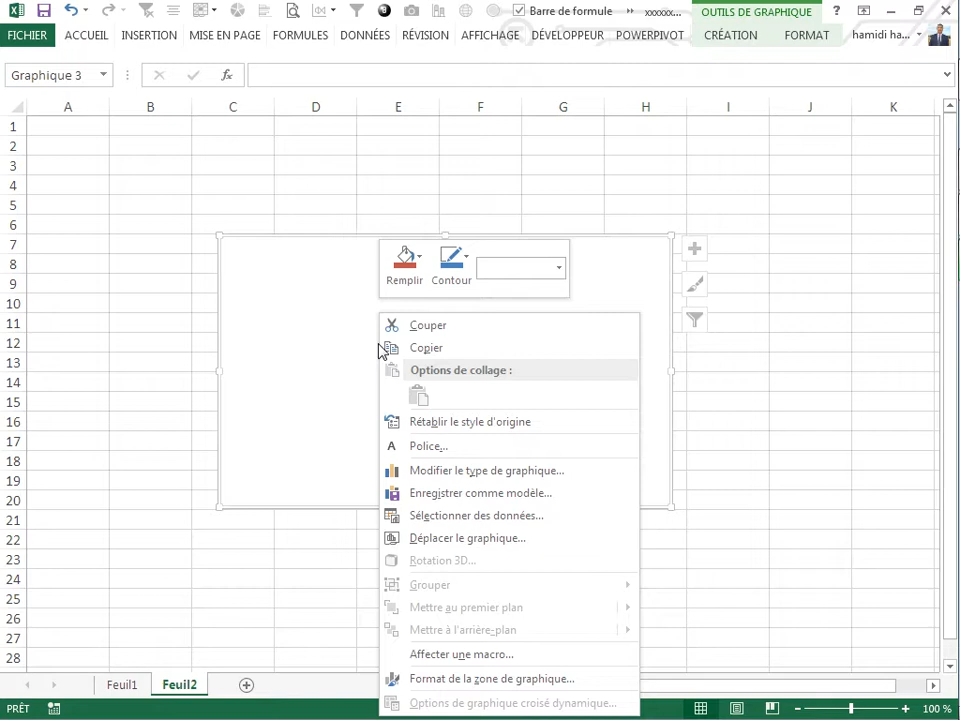 Barre de formule
xxxxxx...
OUTILS DE GRAPHIQUE
?
FICHIER ACCUEIL INSERTION MISE EN PAGE FORMULES DONNÉES RÉVISION AFFICHAGE DÉVELOPPEUR POWERPIVOT CRÉATION FORMAT hamidi ha...
Graphique 3
fx
A B C D E F G H I J K
1
2
3
4
5
6
7
8
9
10
11
12
13
14
15
16
17
18
19
20
21
22
23
24
25
26
27
28
Remplir Contour
Couper
Copier
Options de collage :
Rétablir le style d'origine
Police...
Modifier le type de graphique...
Enregistrer comme modèle...
Sélectionner des données...
Déplacer le graphique...
Rotation 3D...
Grouper
Mettre au premier plan
Mettre à l'arrière-plan
Affecter une macro...
Format de la zone de graphique...
Options de graphique croisé dynamique...
Feuil1 Feuil2
PRÊT
100 %